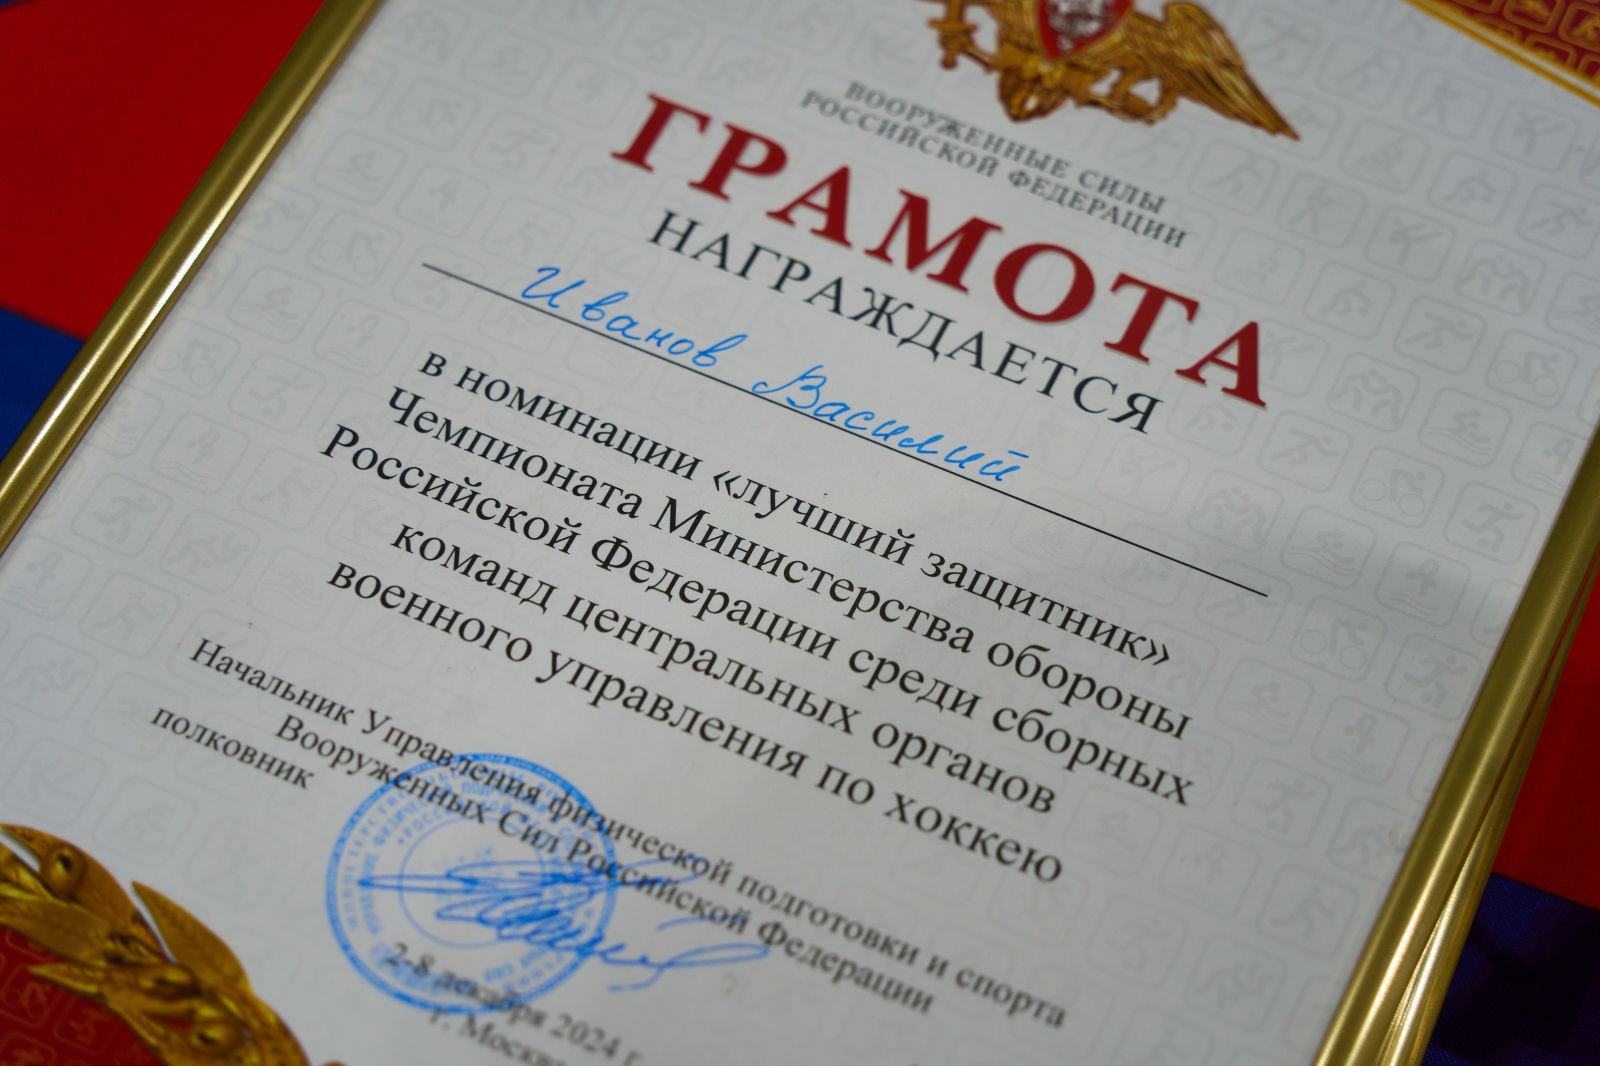 ВООРУЖЕННЫЕ СИЛЫ
РОССИЙСКОЙ ФЕДЕРАЦИИ
ГРАМОТА
НАГРАЖДАЕТСЯ
Иванов Василий
в номинации «лучший защитник»
Чемпионата Министерства обороны
Российской Федерации среди сборных
команд центральных органов
военного управления по хоккею
Начальник Управления физической подготовки и спорта
Вооруженных Сил Российской Федерации
полковник
2-8 декабря 2024 г.